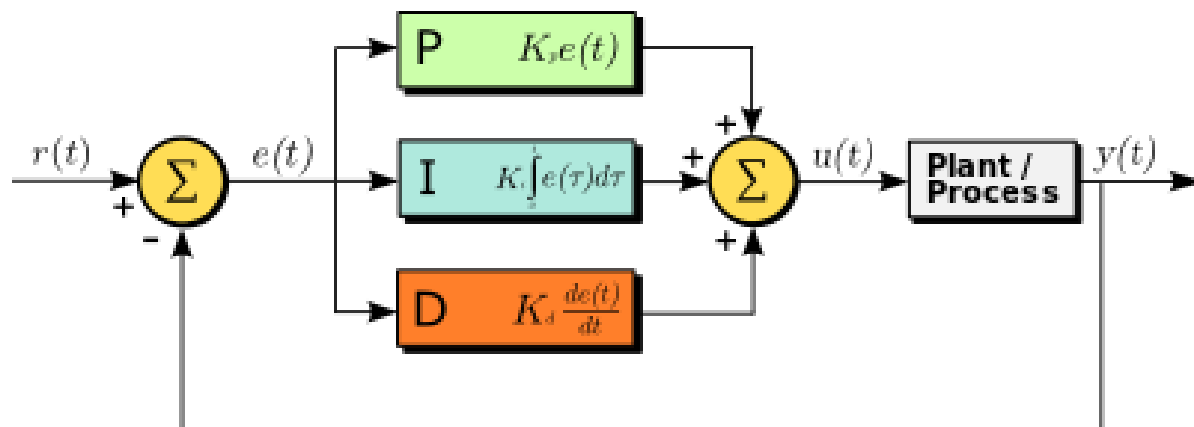 P K_p e(t)
+
r(t) Σ e(t) I K_i ∫ e(τ)dτ + Σ u(t) Plant /
Process y(t)
+
-
+
D K_d de(t)/dt